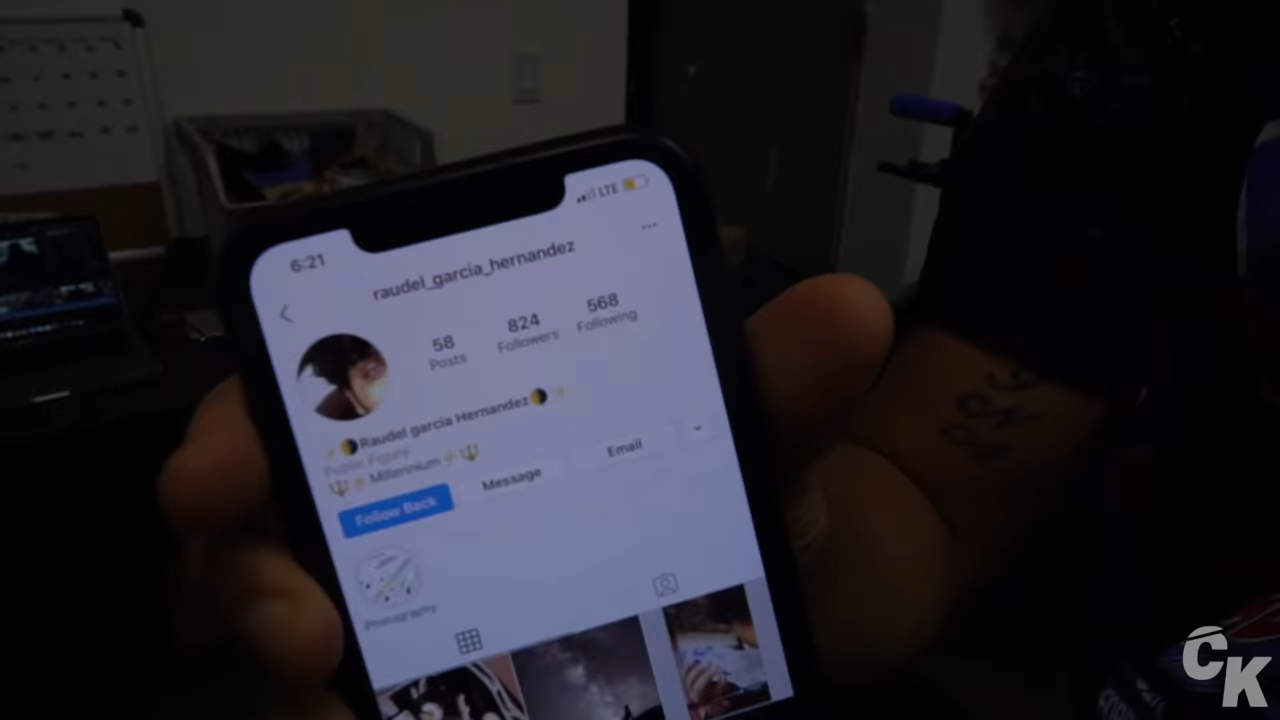 6:21 LTE
raudel_garcia_hernandez
58 824 568
Posts Followers Following
Raudel garcia Hernandez
Public Figure
Millennium
Follow Back Message Email
Photography
CK